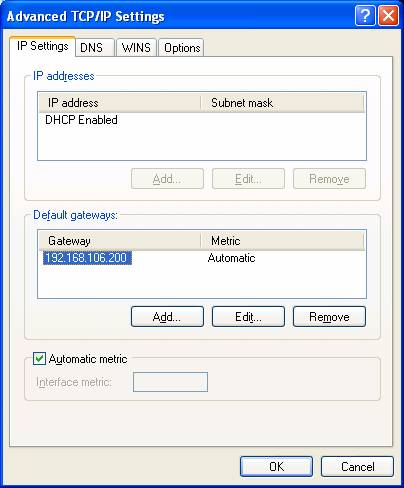 Advanced TCP/IP Settings
IP Settings DNS WINS Options
IP addresses
IP address Subnet mask
DHCP Enabled
Add... Edit... Remove
Default gateways:
Gateway Metric
192.168.106.200 Automatic
Add... Edit... Remove
Automatic metric
Interface metric:
OK Cancel